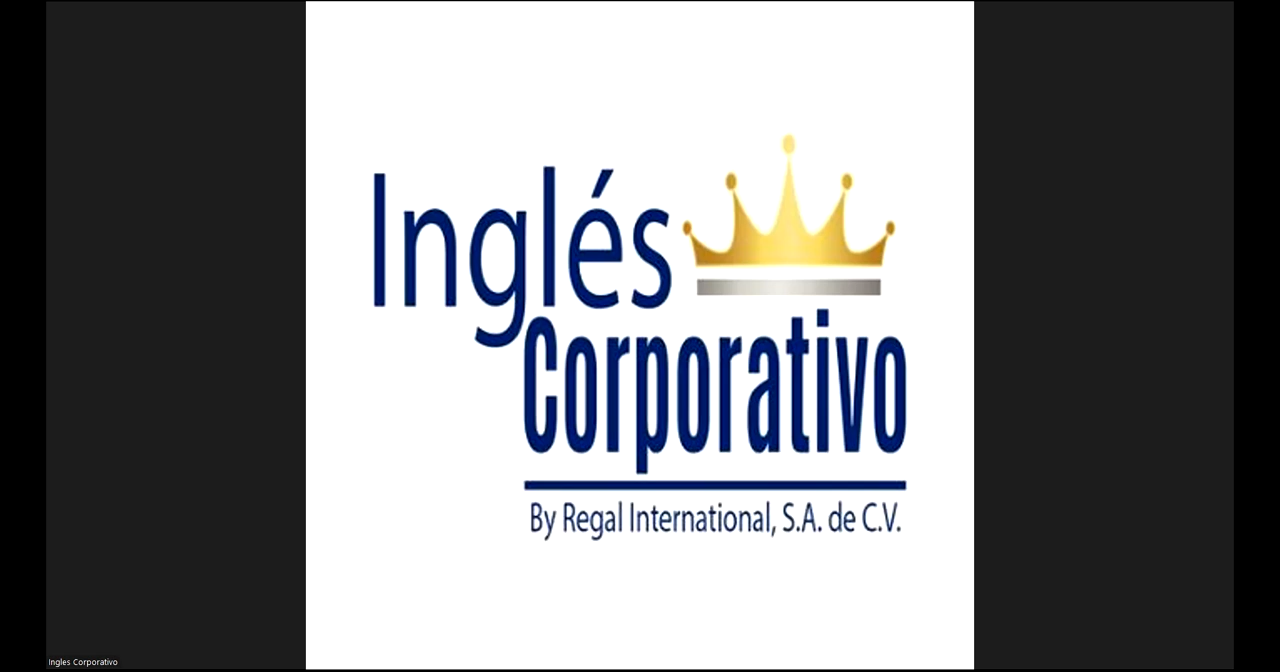 Inglés
Corporativo
By Regal International, S.A. de C.V.
Ingles Corporativo